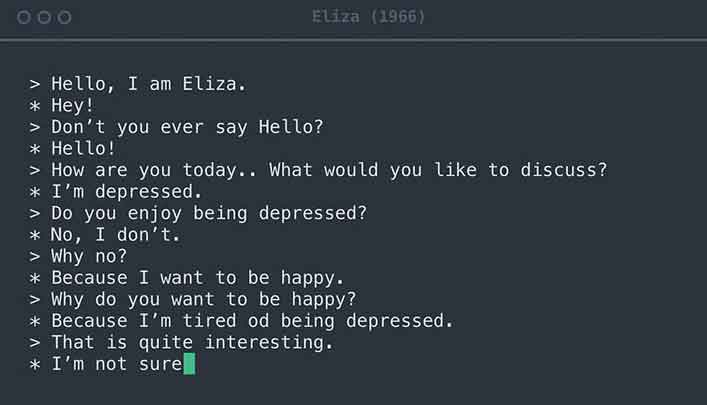 Eliza (1966)
> Hello, I am Eliza.
* Hey!
> Don’t you ever say Hello?
* Hello!
> How are you today.. What would you like to discuss?
* I’m depressed.
> Do you enjoy being depressed?
* No, I don’t.
> Why no?
* Because I want to be happy.
> Why do you want to be happy?
* Because I’m tired od being depressed.
> That is quite interesting.
* I’m not sure